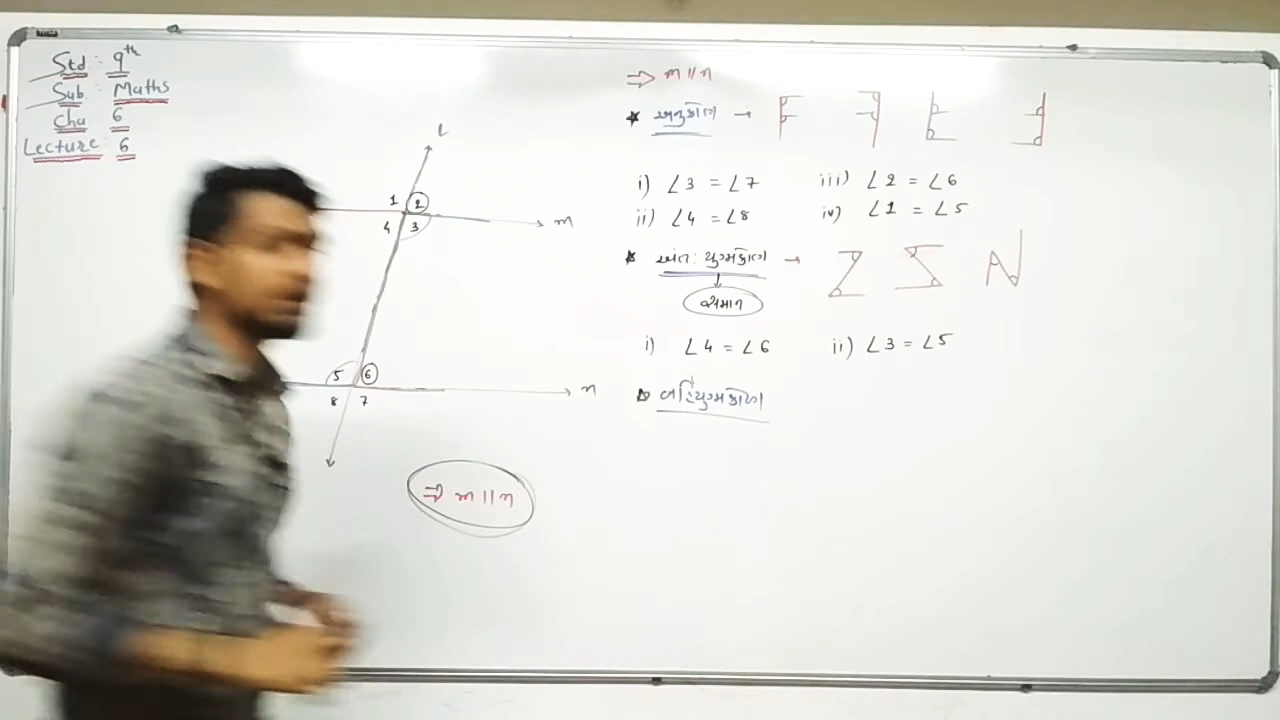 Std : 9th
Sub : Maths
Ch: 6
Lecture: 6
l
1 2
4 3
m
5 6
8 7
n
⇒ m || n
⇒ m || n
★ અનુકોણ →
i) ∠3 = ∠7 iii) ∠2 = ∠6
ii) ∠4 = ∠8 iv) ∠1 = ∠5
★ અંત: યુગ્મકોણ → Z
સમાન
i) ∠4 = ∠6 ii) ∠3 = ∠5
બહિર્યુગ્મકોણ